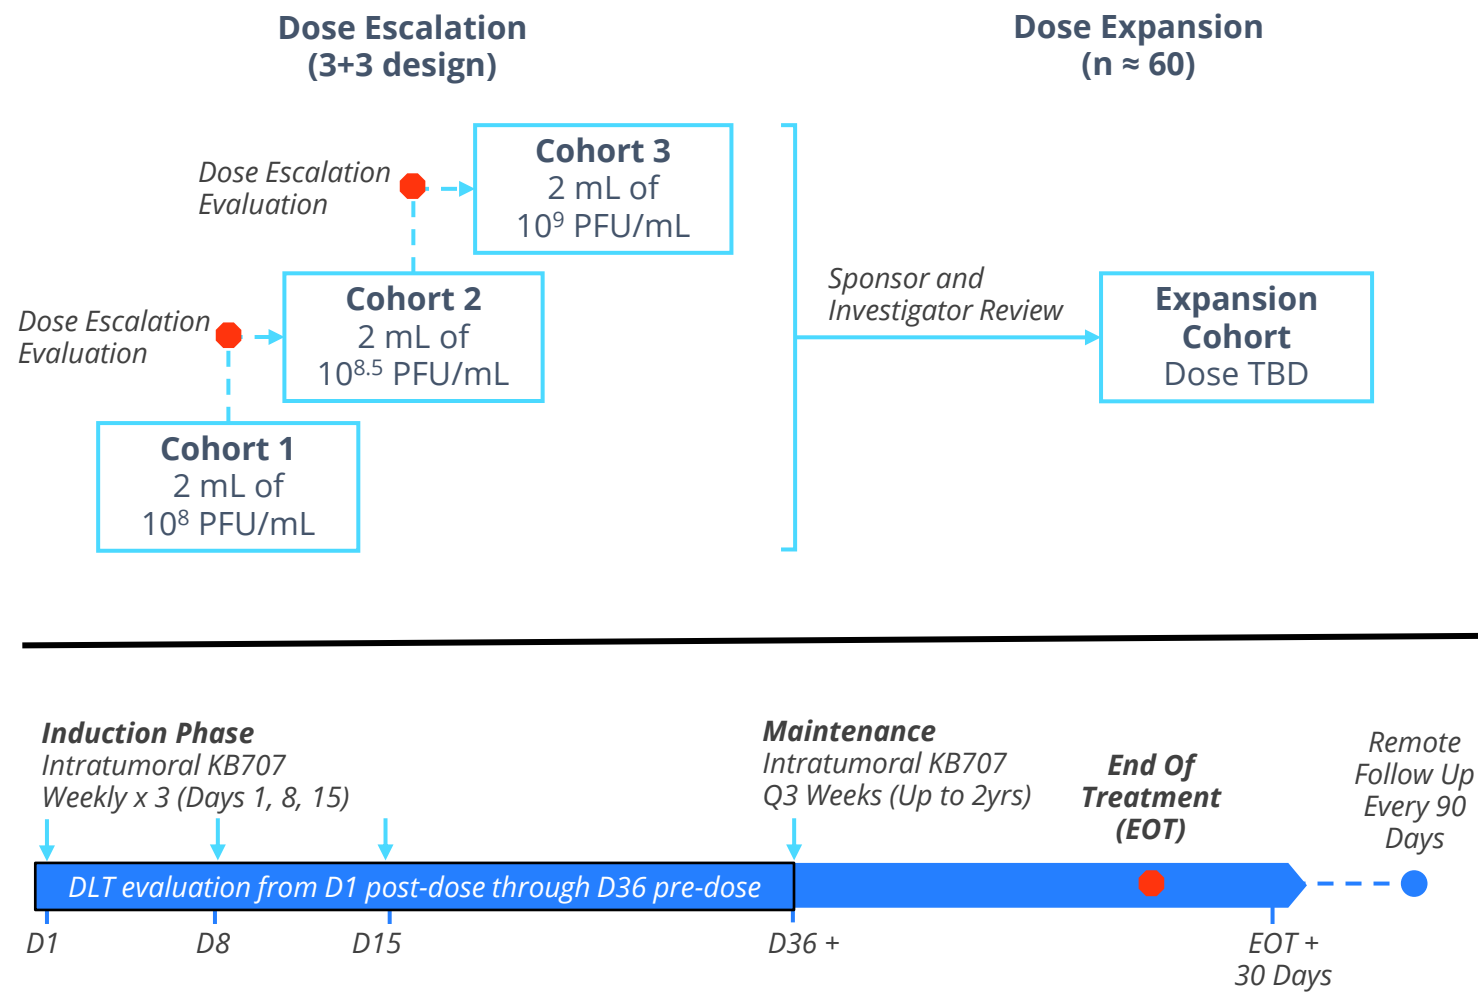 Dose Escalation
(3+3 design)
Dose Expansion
(n ≈ 60)
Dose Escalation
Evaluation
Cohort 3
2 mL of
10⁹ PFU/mL
Dose Escalation
Evaluation
Cohort 2
2 mL of
10⁸·⁵ PFU/mL
Cohort 1
2 mL of
10⁸ PFU/mL
Sponsor and
Investigator Review
Expansion
Cohort
Dose TBD
Induction Phase
Intratumoral KB707
Weekly x 3 (Days 1, 8, 15)
Maintenance
Intratumoral KB707
Q3 Weeks (Up to 2yrs)
End Of
Treatment
(EOT)
Remote
Follow Up
Every 90
Days
DLT evaluation from D1 post-dose through D36 pre-dose
D1
D8
D15
D36 +
EOT +
30 Days